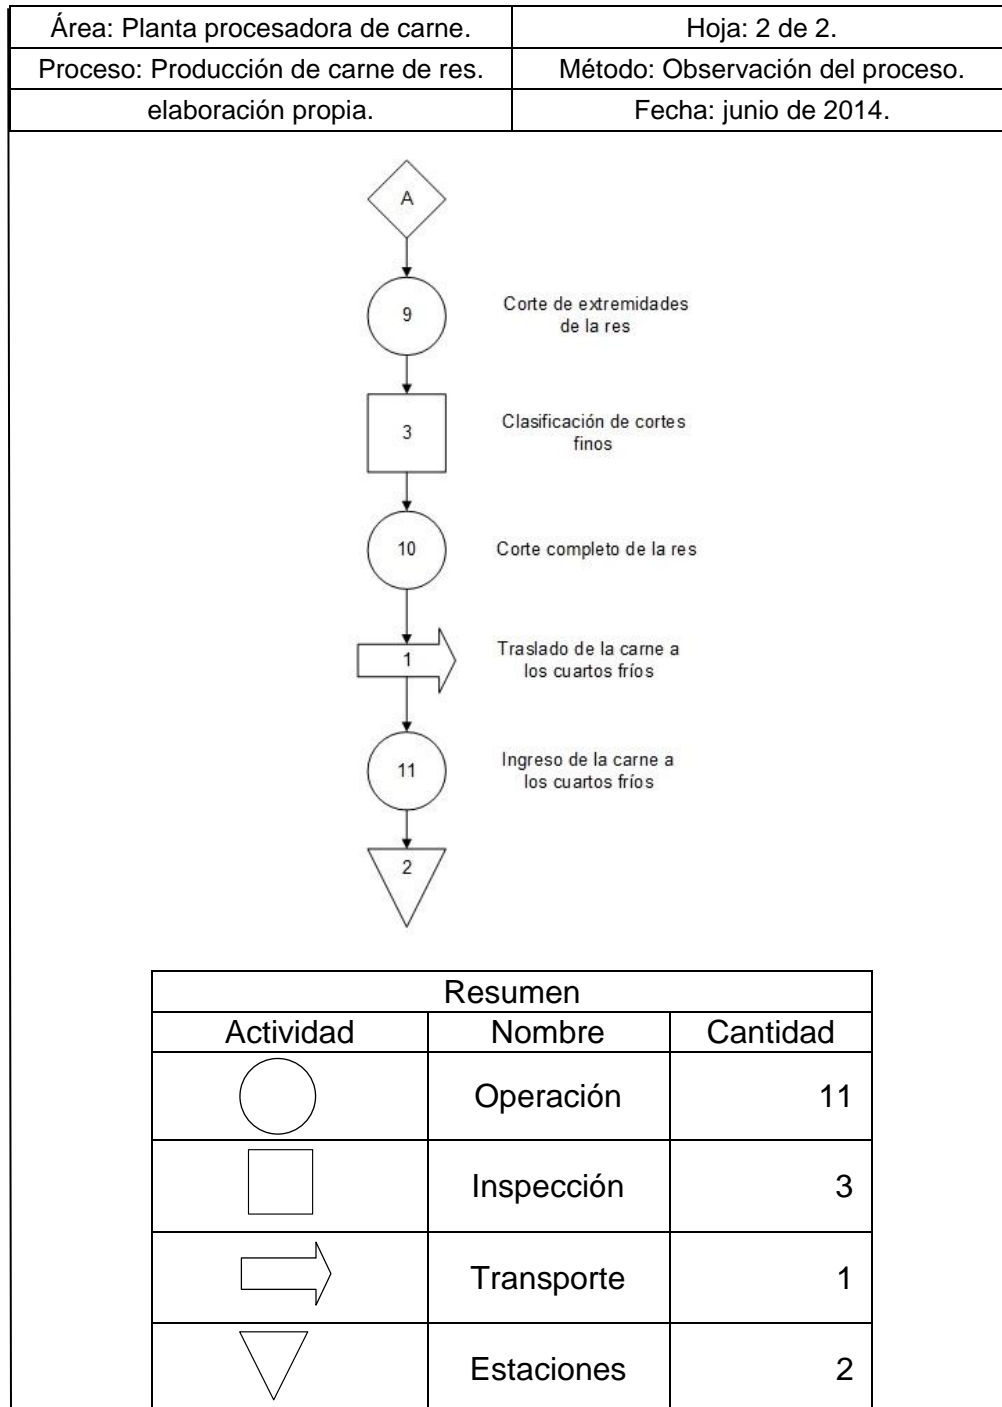 Área: Planta procesadora de carne.
Hoja: 2 de 2.
Proceso: Producción de carne de res.
Método: Observación del proceso.
elaboración propia.
Fecha: junio de 2014.
A
9
Corte de extremidades
de la res
3
Clasificación de cortes
finos
10
Corte completo de la res
1
Traslado de la carne a
los cuartos fríos
11
Ingreso de la carne a
los cuartos fríos
2
Resumen
Actividad
Nombre
Cantidad
Operación
11
Inspección
3
Transporte
1
Estaciones
2